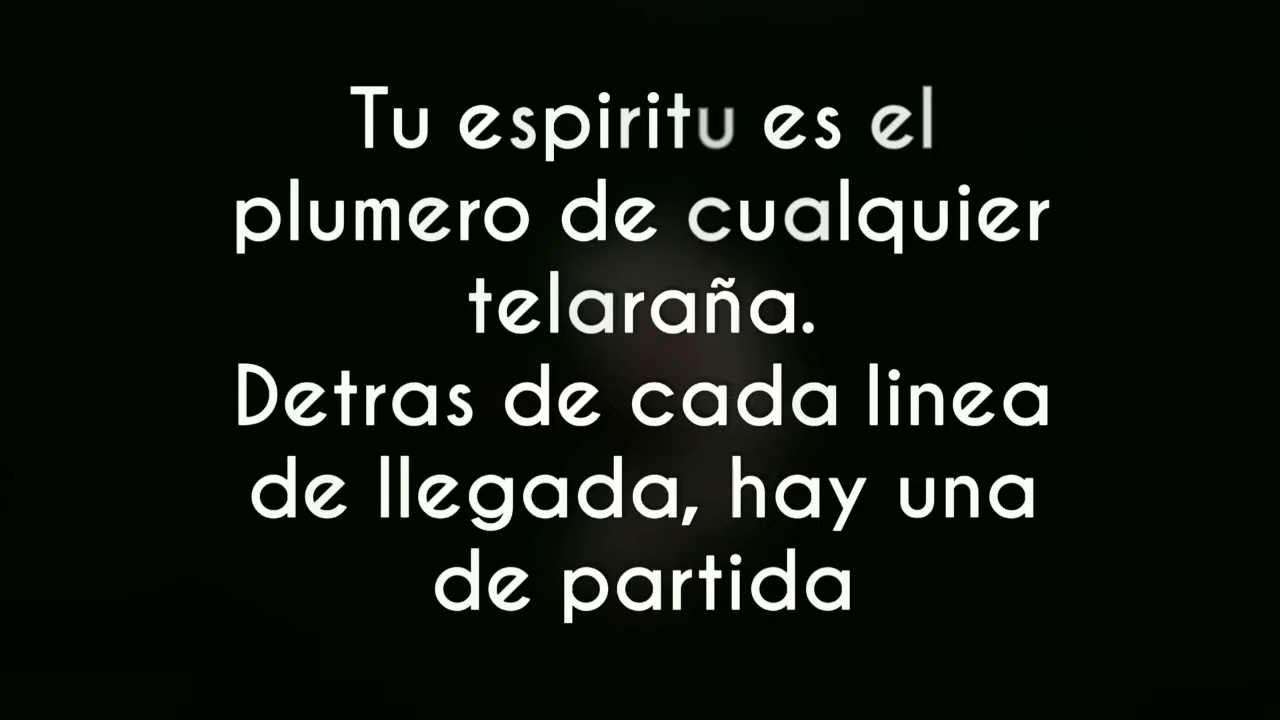 Tu espiritu es el
plumero de cualquier
telaraña.
Detras de cada linea
de llegada, hay una
de partida